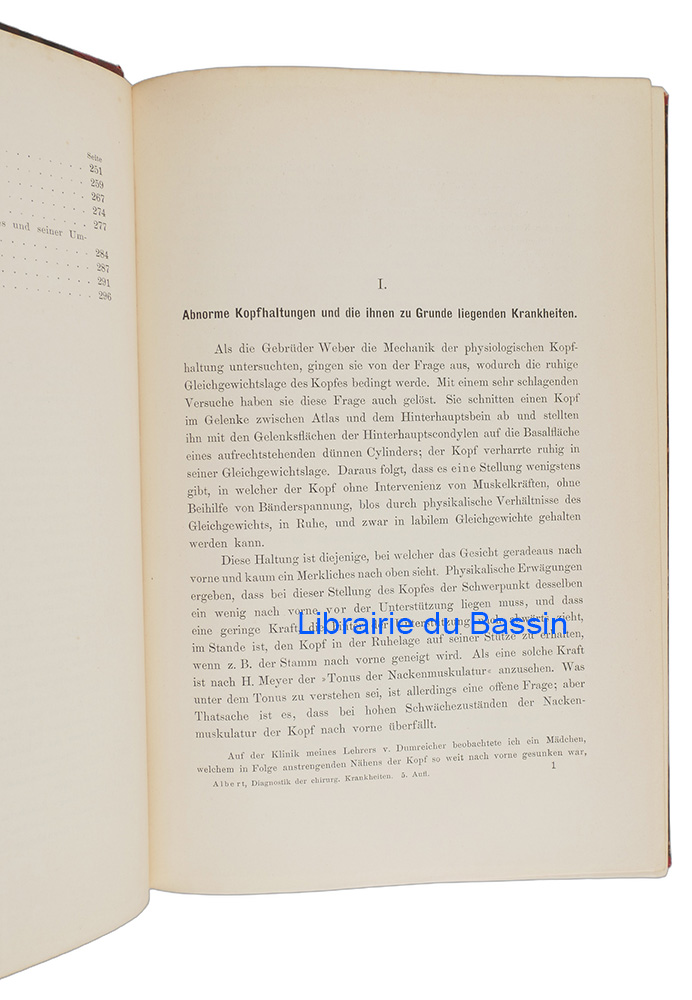 Seite
251
259
267
274
277
s und seiner Um-
284
287
291
296
I.
Abnorme Kopfhaltungen und die ihnen zu Grunde liegenden Krankheiten.
Als die Gebrüder Weber die Mechanik der physiologischen Kopf-
haltung untersuchten, gingen sie von der Frage aus, wodurch die ruhige
Gleichgewichtslage des Kopfes bedingt werde. Mit einem sehr schlagenden
Versuche haben sie diese Frage auch gelöst. Sie schnitten einen Kopf
im Gelenke zwischen Atlas und dem Hinterhauptsbein ab und stellten
ihn mit den Gelenksflächen der Hinterhauptscondylen auf die Basalfläche
eines aufrechtstehenden dünnen Cylinders; der Kopf verharrte ruhig in
seiner Gleichgewichtslage. Daraus folgt, dass es eine Stellung wenigstens
gibt, in welcher der Kopf ohne Intervenienz von Muskelkräften, ohne
Beihilfe von Bänderspannung, blos durch physikalische Verhältnisse des
Gleichgewichts, in Ruhe, und zwar in labilem Gleichgewichte gehalten
werden kann.
Diese Haltung ist diejenige, bei welcher das Gesicht geradeaus nach
vorne und kaum ein Merkliches nach oben sieht. Physikalische Erwägungen
ergeben, dass bei dieser Stellung des Kopfes der Schwerpunkt desselben
ein wenig nach vorne vor der Unterstützung liegen muss, und dass
eine geringe Kraft, die hinter der Unterstützung zieht,
Librairie du Bassin
im Stande ist, den Kopf in der Ruhelage auf seiner Stütze zu erhalten,
wenn z. B. der Stamm nach vorne geneigt wird. Als eine solche Kraft
ist nach H. Meyer der »Tonus der Nackenmuskulatur« anzusehen. Was
unter dem Tonus zu verstehen sei, ist allerdings eine offene Frage; aber
Thatsache ist es, dass bei hohen Schwächezuständen der Nacken-
muskulatur der Kopf nach vorne überfällt.
Auf der Klinik meines Lehrers v. Dumreicher beobachtete ich ein Mädchen,
welchem in Folge anstrengenden Nähens der Kopf so weit nach vorne gesunken war,
Albert, Diagnostik der chirurg. Krankheiten. 5. Aufl.
1